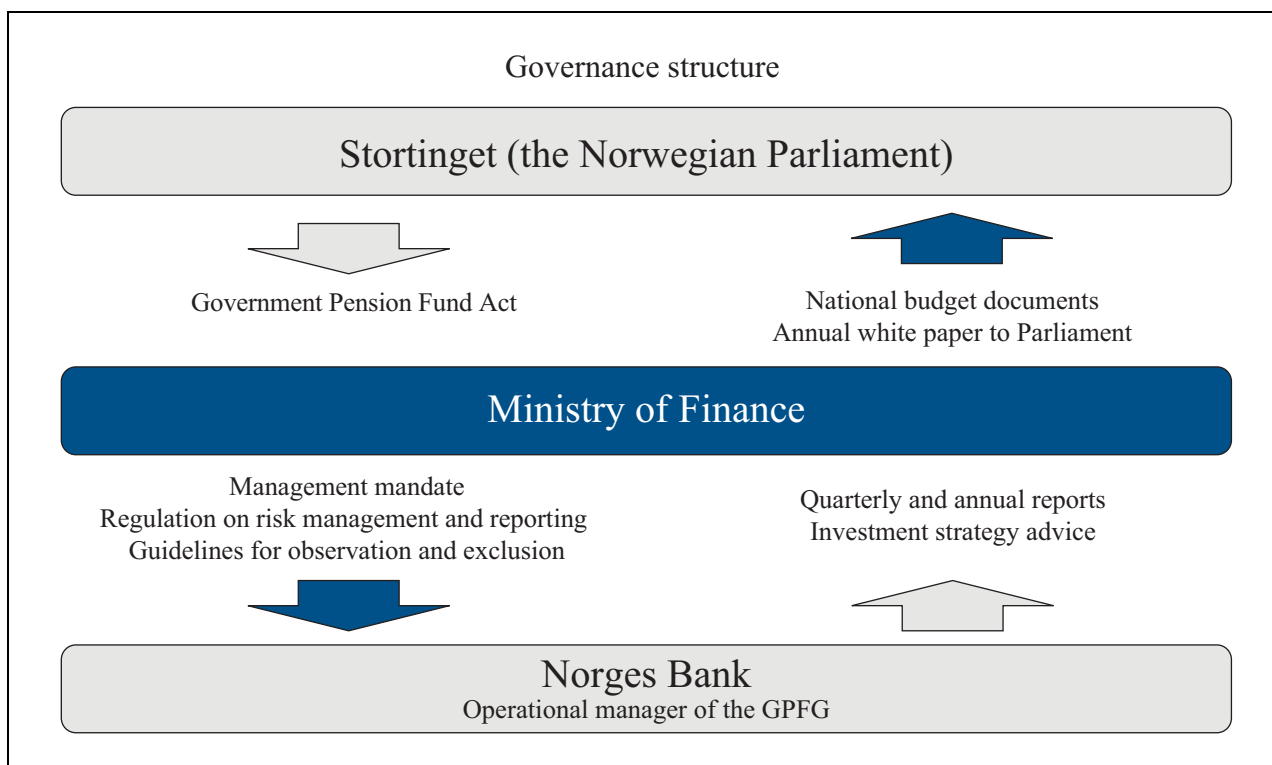 Governance structure
Stortinget (the Norwegian Parliament)
Government Pension Fund Act
National budget documents
Annual white paper to Parliament
Ministry of Finance
Management mandate
Regulation on risk management and reporting
Guidelines for observation and exclusion
Quarterly and annual reports
Investment strategy advice
Norges Bank
Operational manager of the GPFG